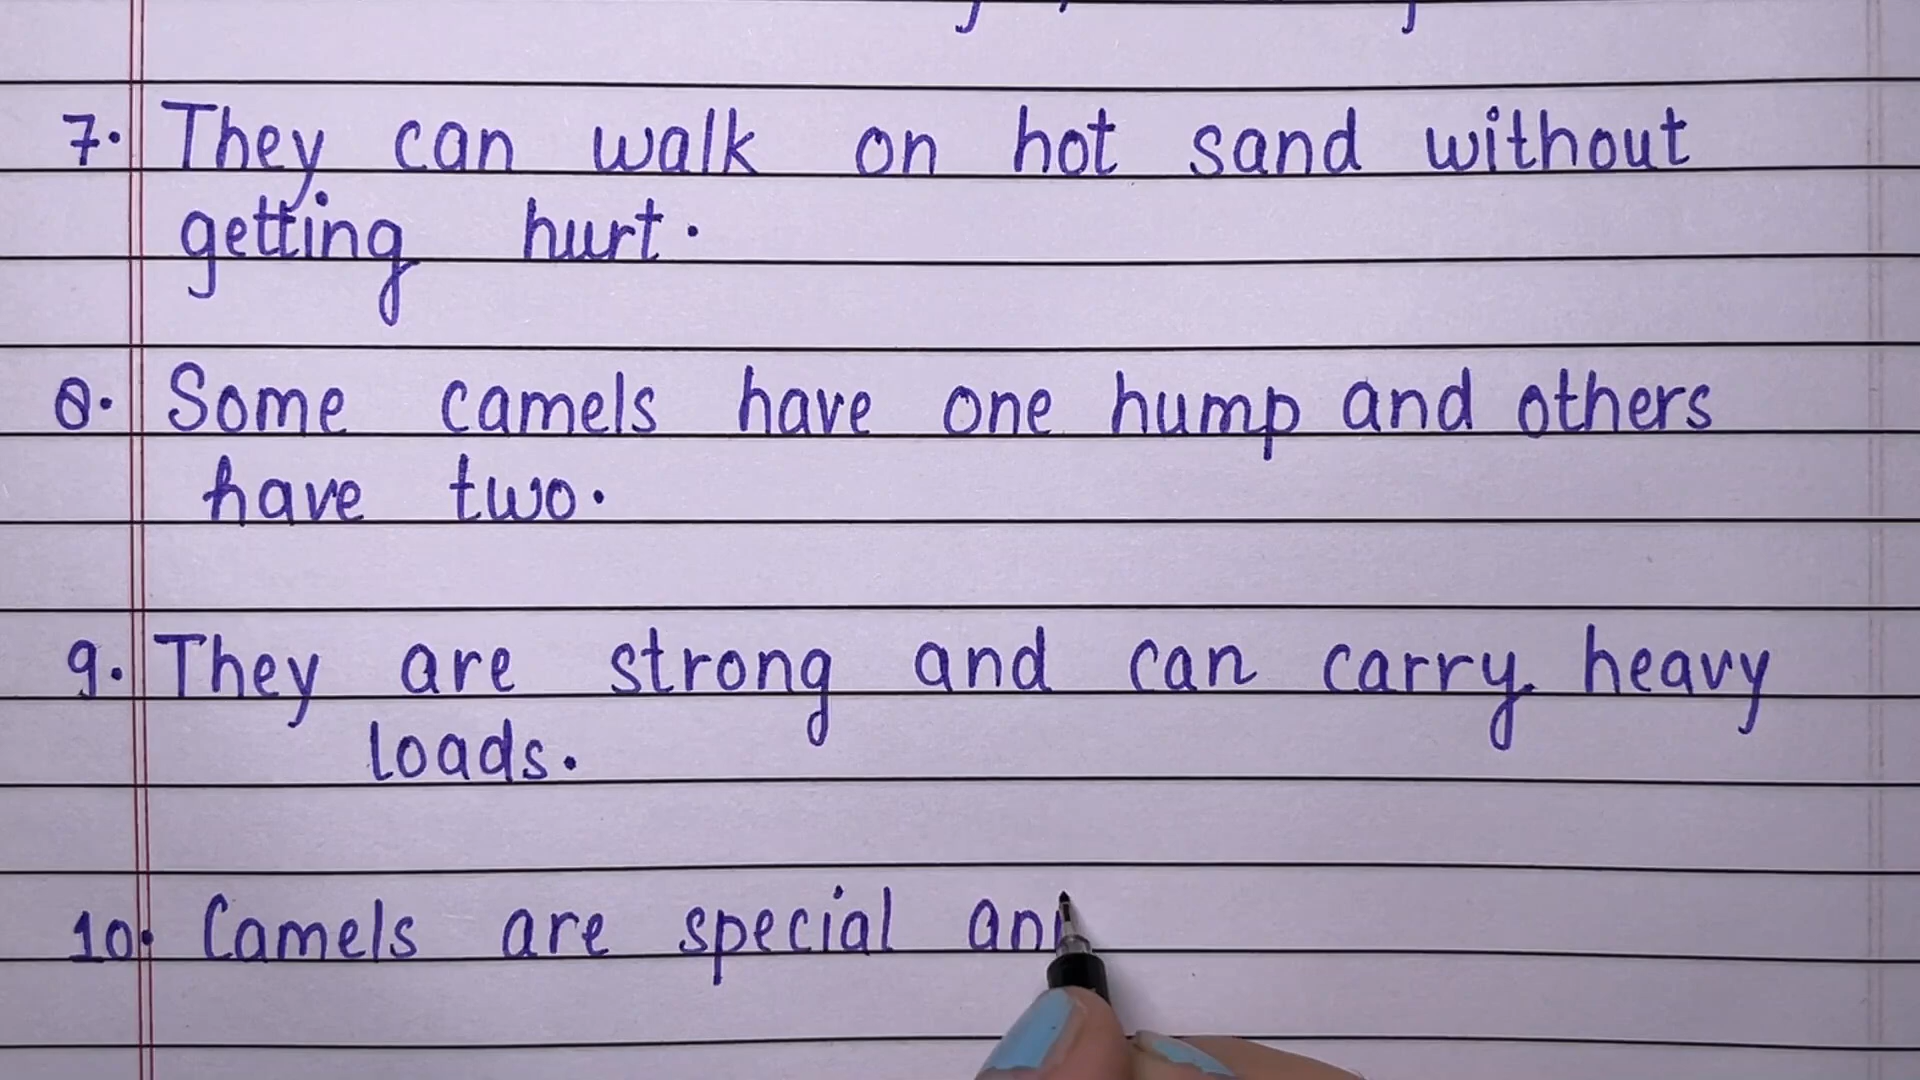 7. They can walk on hot sand without
getting hurt.
8. Some camels have one hump and others
have two.
9. They are strong and can carry heavy
loads.
10. Camels are special ani